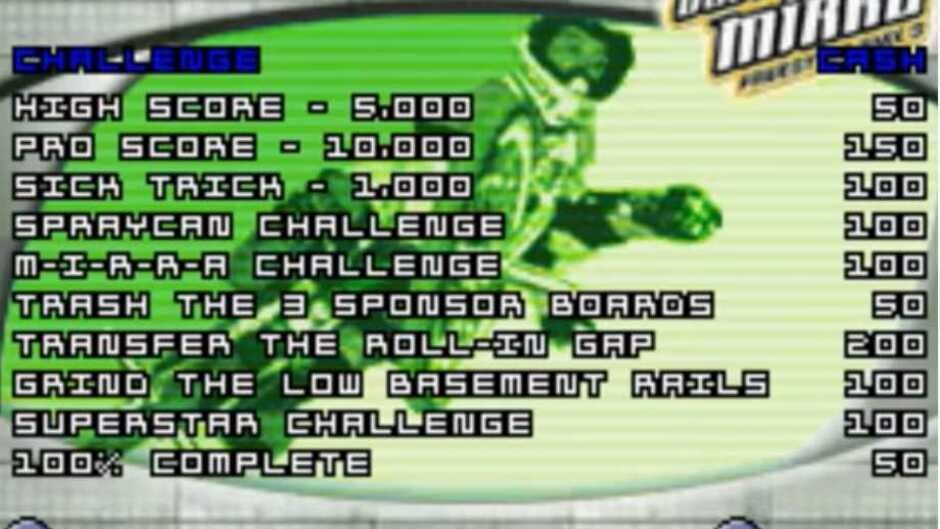 MIRRA
CHALLENGE CASH
HIGH SCORE - 5,000 50
PRO SCORE - 10,000 150
SICK TRICK - 1,000 100
SPRAYCAN CHALLENGE 100
M-I-R-R-A CHALLENGE 100
TRASH THE 3 SPONSOR BOARDS 50
TRANSFER THE ROLL-IN GAP 200
GRIND THE LOW BASEMENT RAILS 100
SUPERSTAR CHALLENGE 100
100% COMPLETE 50